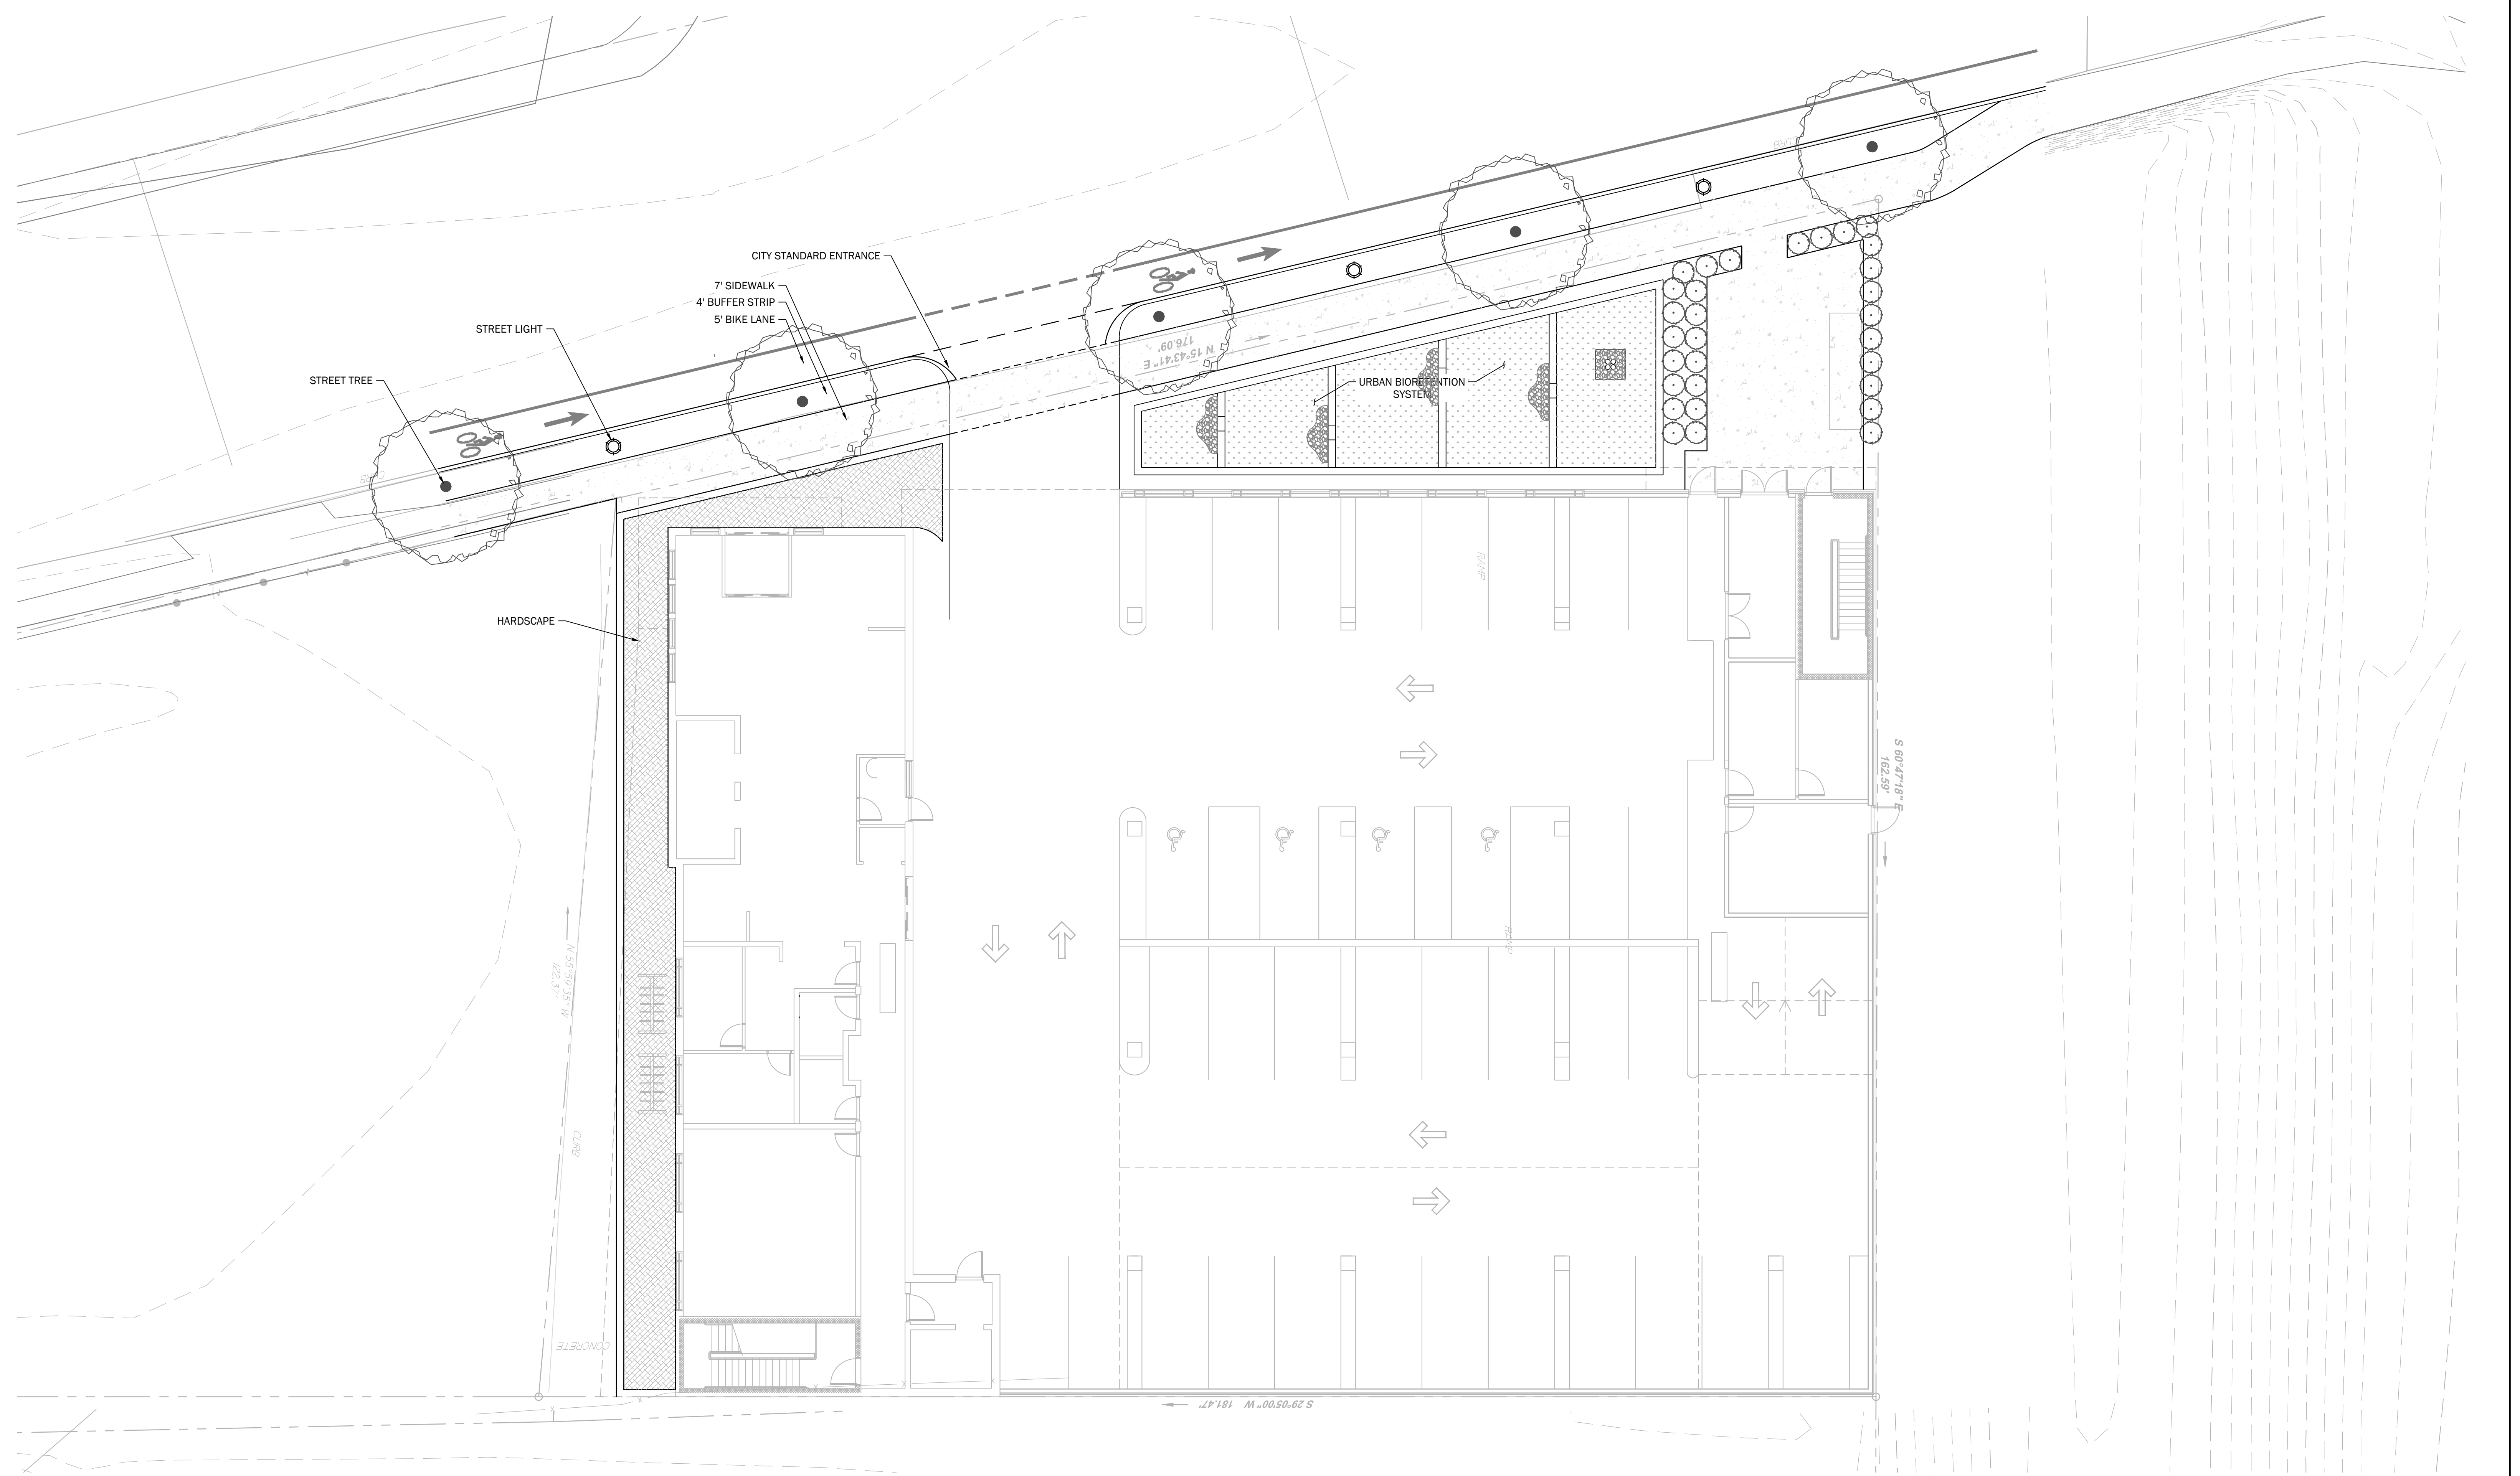 CITY STANDARD ENTRANCE
7' SIDEWALK
4' BUFFER STRIP
5' BIKE LANE
STREET LIGHT
STREET TREE
CURB
CURB
N 15°43'41" E
176.09'
URBAN BIORETENTION
SYSTEM
HARDSCAPE
RAMP
S 60°47'18" E
162.59'
RAMP
N 55°59'35" W
122.37'
CURB
CONCRETE
S 29°05'00" W 181.47'